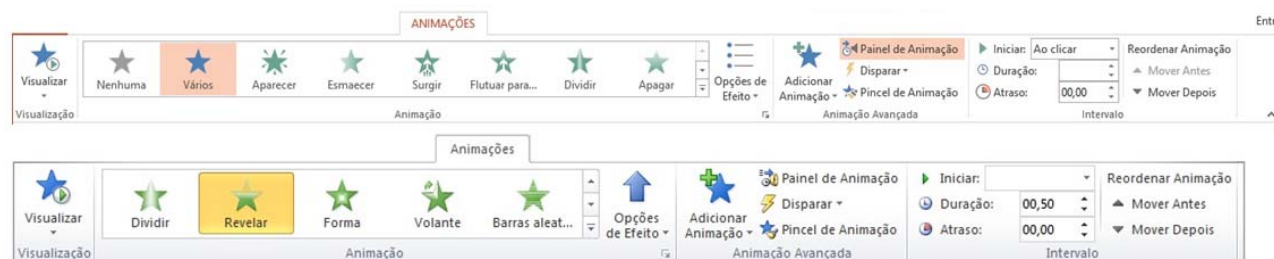 ANIMAÇÕES
Entr
Visualizar
Nenhuma Vários Aparecer Esmaecer Surgir Flutuar para... Dividir Apagar
Opções de Efeito
Adicionar Animação
Painel de Animação
Disparar
Pincel de Animação
Iniciar: Ao clicar
Duração:
Atraso: 00,00
Reordenar Animação
Mover Antes
Mover Depois
Visualização Animação Animação Avançada Intervalo
Animações
Visualizar
Dividir Revelar Forma Volante Barras aleat...
Opções de Efeito
Adicionar Animação
Painel de Animação
Disparar
Pincel de Animação
Iniciar:
Duração: 00,50
Atraso: 00,00
Reordenar Animação
Mover Antes
Mover Depois
Visualização Animação Animação Avançada Intervalo